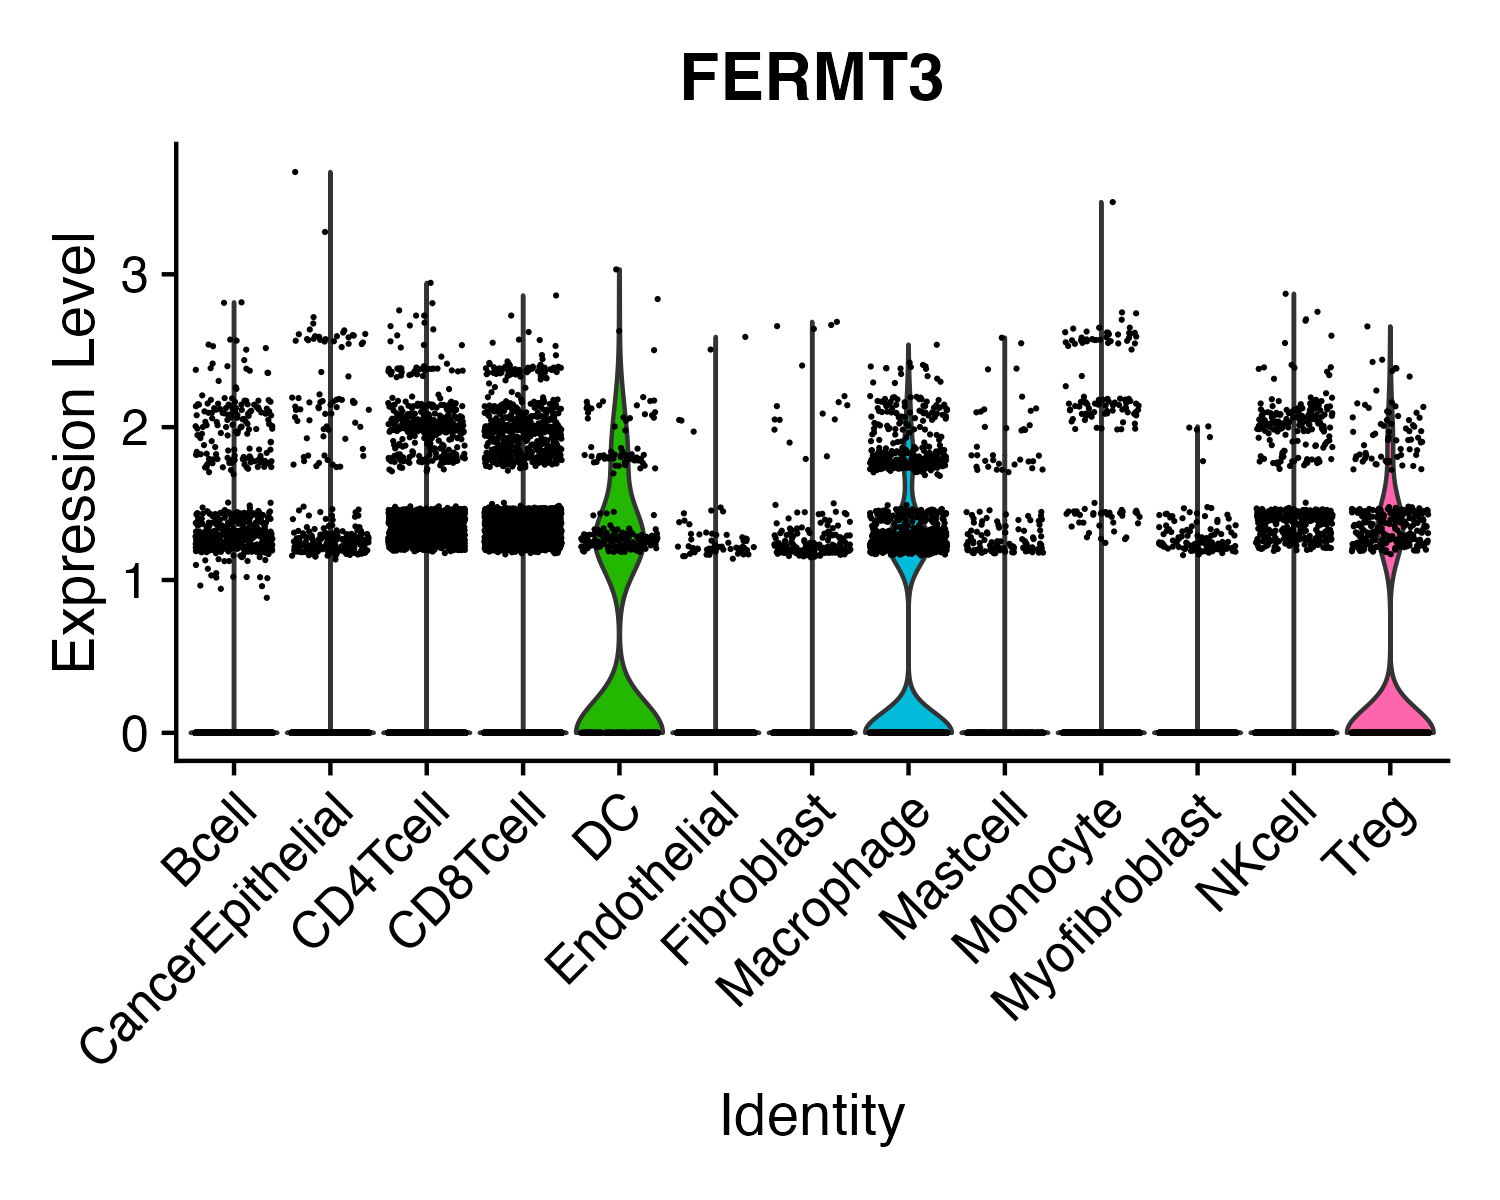 FERMT3
Expression Level
3
2
1
0
Bcell
CancerEpithelial
CD4Tcell
CD8Tcell
DC
Endothelial
Fibroblast
Macrophage
Mastcell
Monocyte
Myofibroblast
NKcell
Treg
Identity